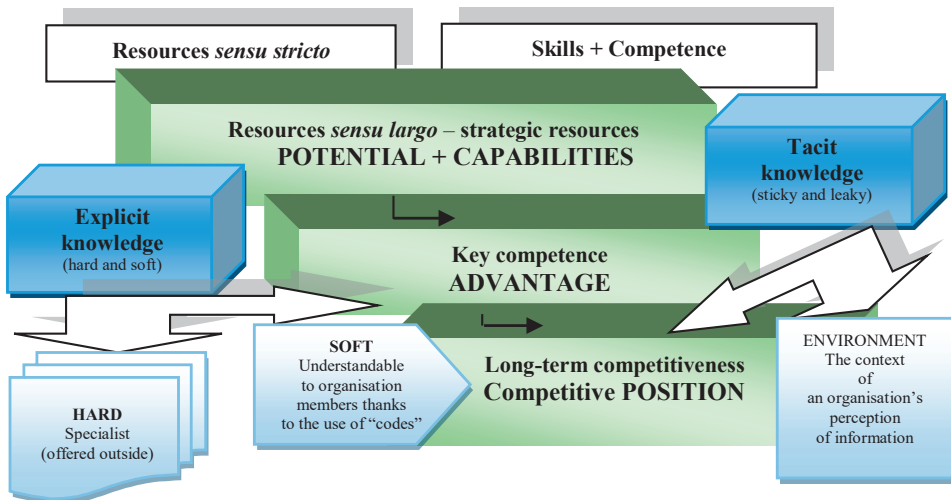 Resources sensu stricto
Skills + Competence
Resources sensu largo – strategic resources
POTENTIAL + CAPABILITIES
Tacit
knowledge
(sticky and leaky)
Explicit
knowledge
(hard and soft)
Key competence
ADVANTAGE
SOFT
Understandable
to organisation
members thanks
to the use of “codes”
Long-term competitiveness
Competitive POSITION
ENVIRONMENT
The context
of
an organisation’s
perception
of information
HARD
Specialist
(offered outside)